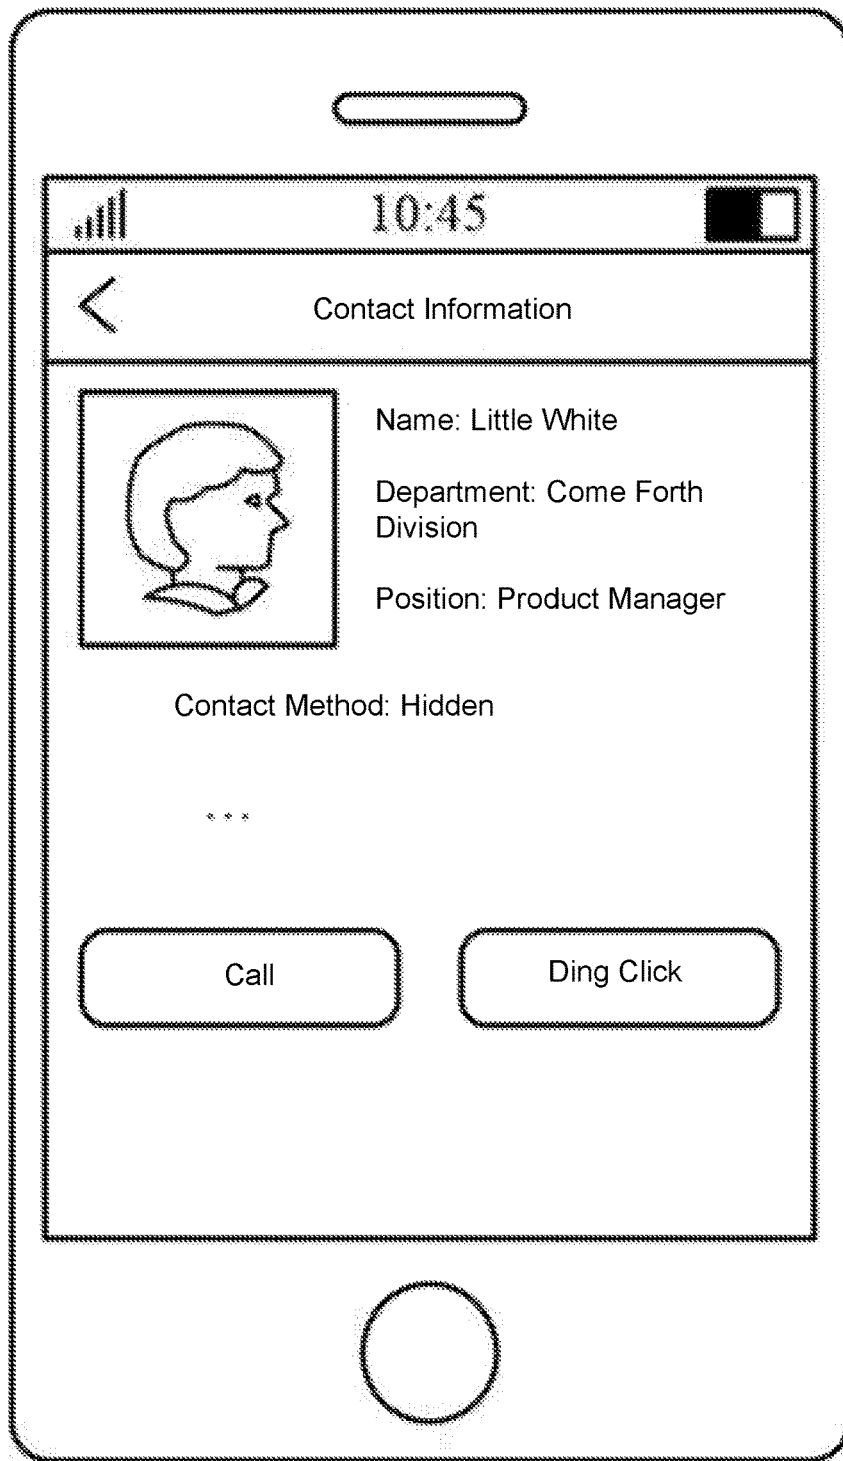 10:45
Contact Information
Name: Little White
Department: Come Forth
Division
Position: Product Manager
Contact Method: Hidden
...
Call
Ding Click